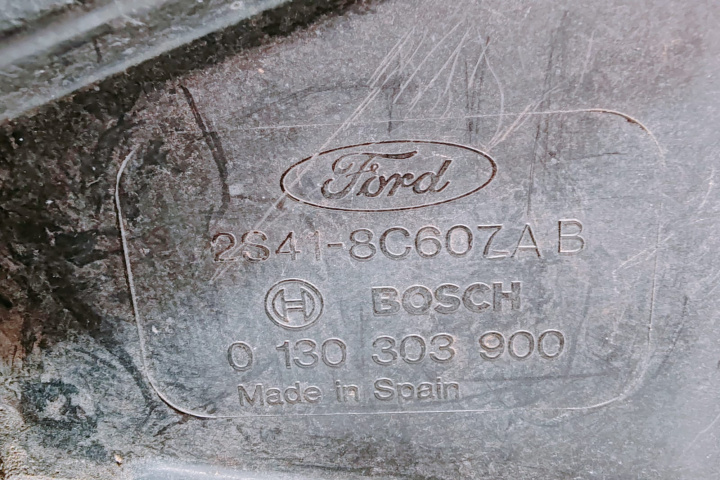 Ford
2S41-8C607AB
H BOSCH
0 130 303 900
Made in Spain